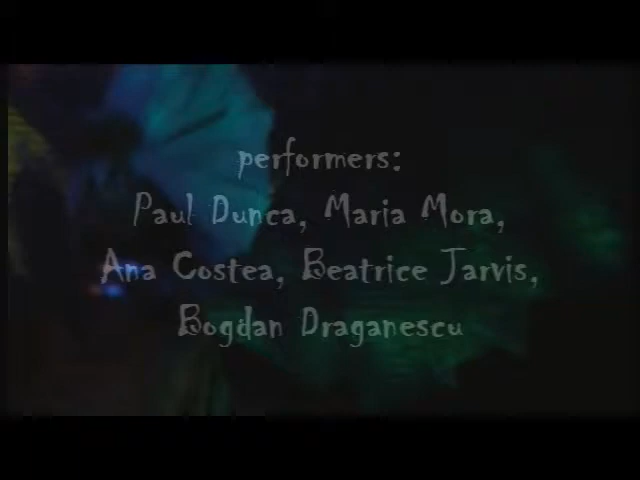 performers:
Paul Dunca, Maria Mora,
Ana Costea, Beatrice Jarvis,
Bogdan Draganescu